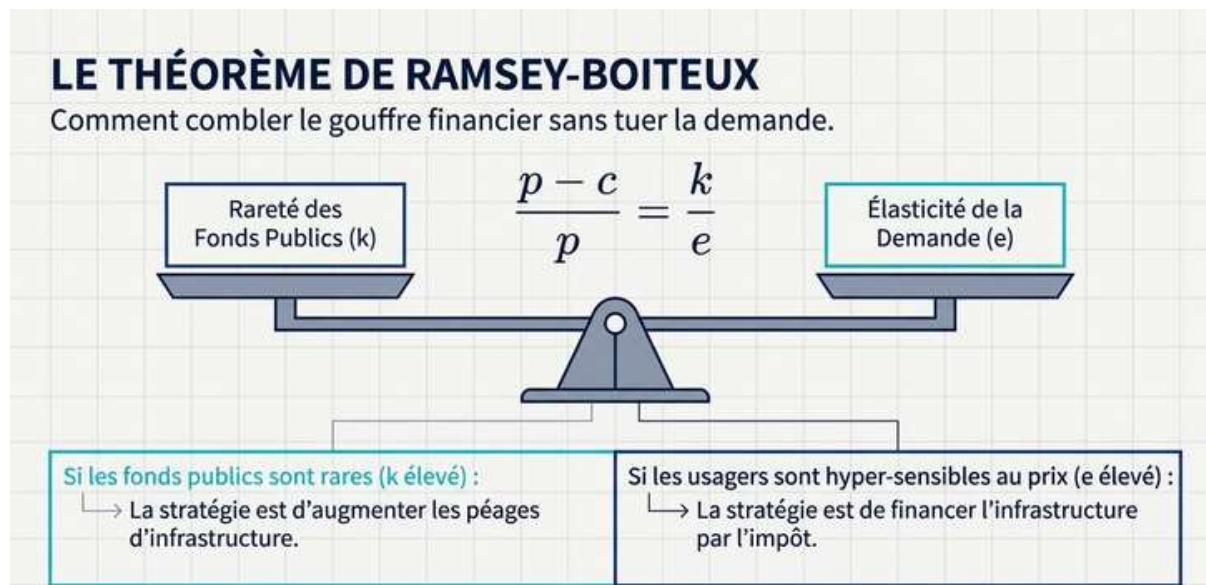 LE THÉORÈME DE RAMSEY-BOITEUX
Comment combler le gouffre financier sans tuer la demande.
Rareté des
Fonds Publics (k)
p − c
p
=
k
e
Élasticité de la
Demande (e)
Si les fonds publics sont rares (k élevé) :
La stratégie est d'augmenter les péages
d'infrastructure.
Si les usagers sont hyper-sensibles au prix (e élevé) :
La stratégie est de financer l'infrastructure
par l'impôt.